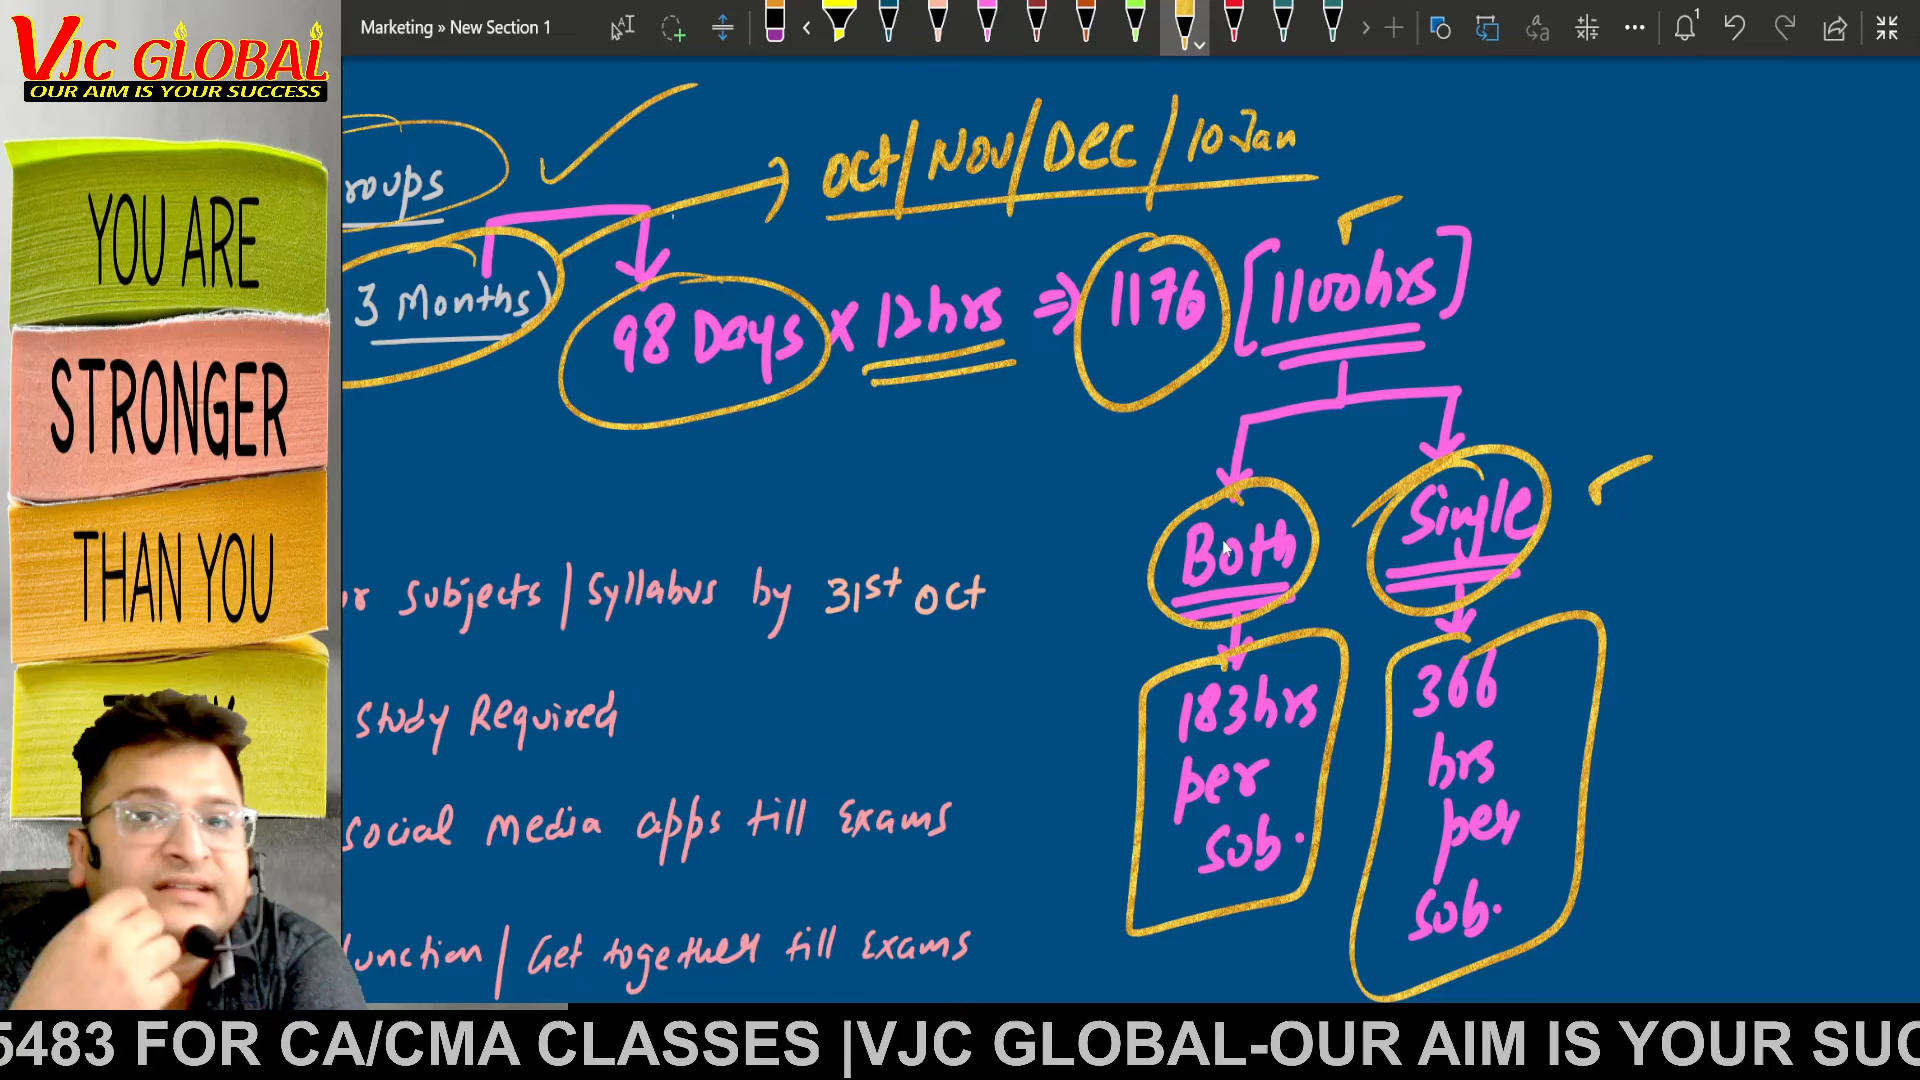 VJC GLOBAL
OUR AIM IS YOUR SUCCESS
Marketing » New Section 1
1
YOU ARE
STRONGER
THAN YOU
roups
oct/Nov/Dec/10 Jan
3 Months)
98 Days x 12hrs ⇒ 1176 [1100hrs]
Both
Single
183hrs
per
sub.
366
hrs
per
sub.
or subjects/syllabus by 31st oct
study Required
social media apps till Exams
unction/Get together till Exams
5483 FOR CA/CMA CLASSES |VJC GLOBAL-OUR AIM IS YOUR SUC